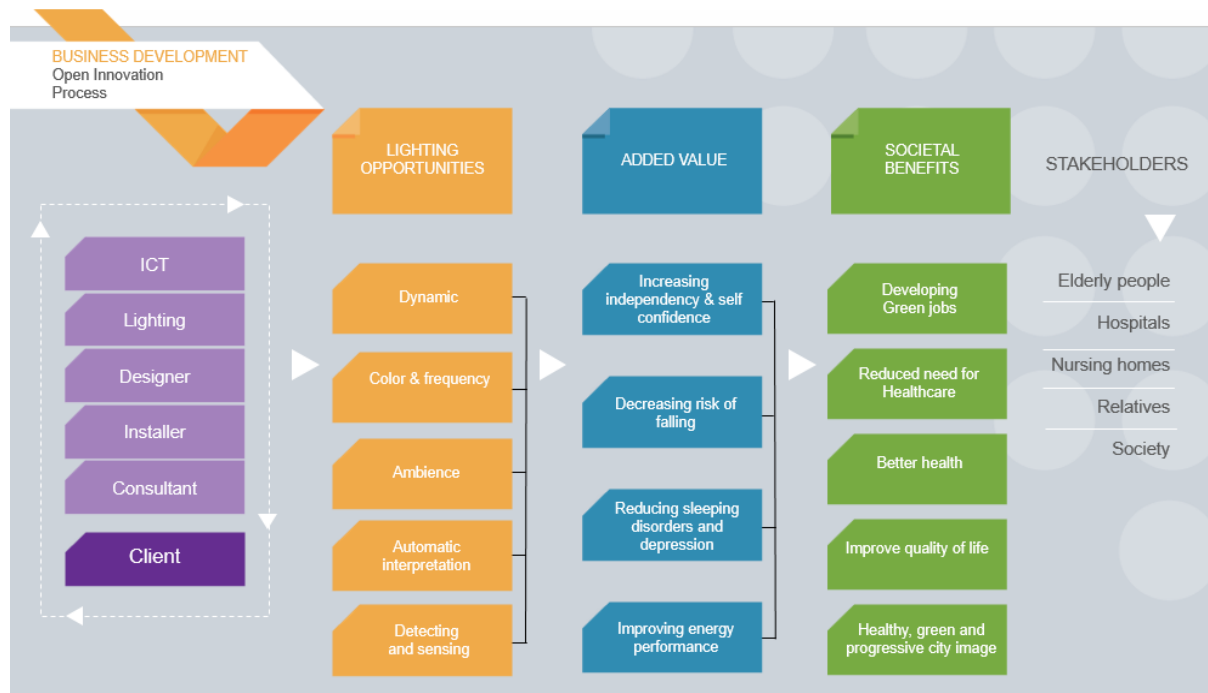 BUSINESS DEVELOPMENT
Open Innovation
Process
LIGHTING
OPPORTUNITIES
ADDED VALUE
SOCIETAL
BENEFITS
STAKEHOLDERS
ICT
Lighting
Designer
Installer
Consultant
Client
Dynamic
Color & frequency
Ambience
Automatic
interpretation
Detecting
and sensing
Increasing
independency & self
confidence
Decreasing risk of
falling
Reducing sleeping
disorders and
depression
Improving energy
performance
Developing
Green jobs
Reduced need for
Healthcare
Better health
Improve quality of life
Healthy, green and
progressive city image
Elderly people
Hospitals
Nursing homes
Relatives
Society